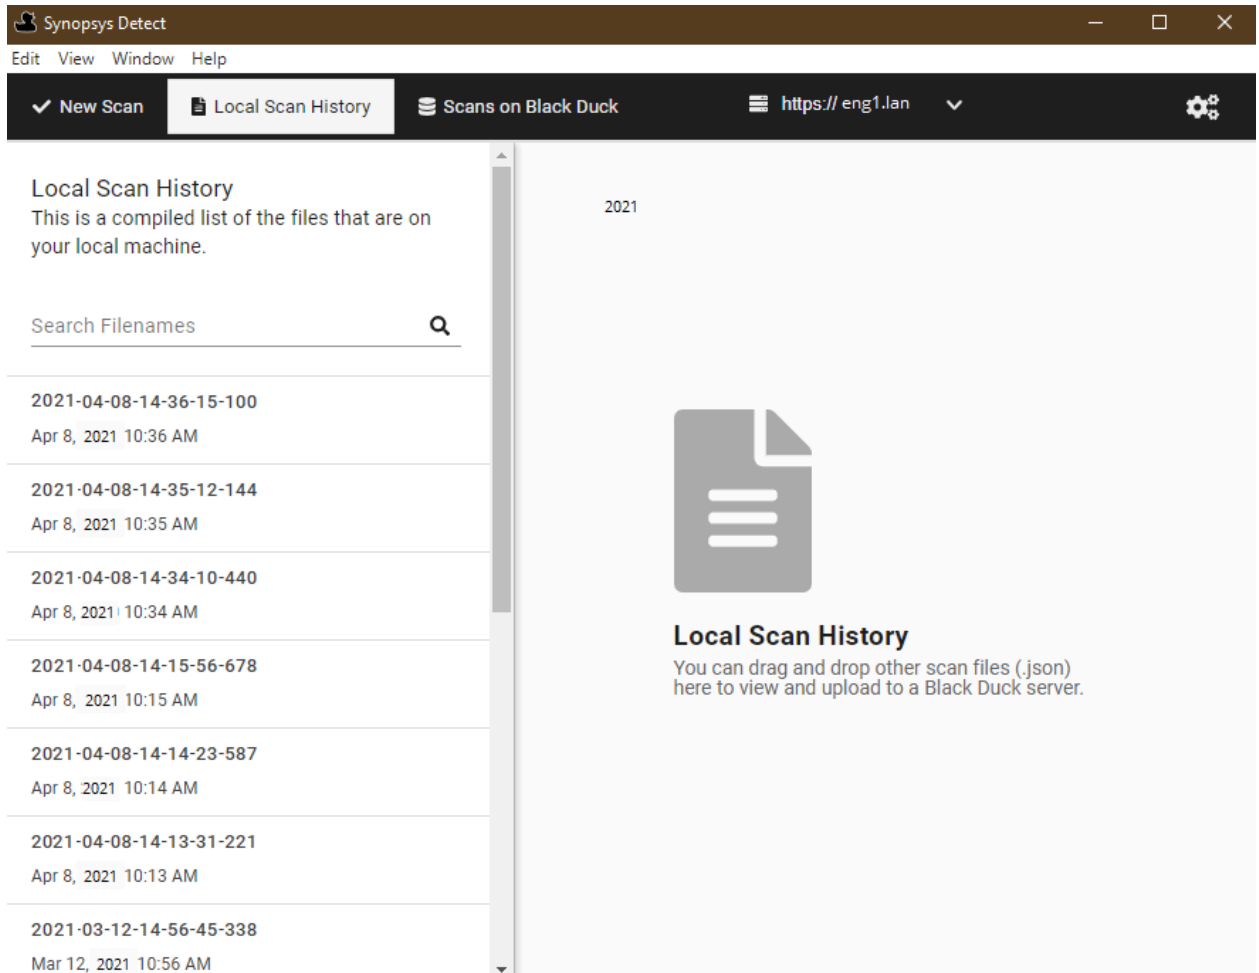 Synopsys Detect
Edit View Window Help
New Scan Local Scan History Scans on Black Duck https:// eng1.lan
Local Scan History
This is a compiled list of the files that are on
your local machine.
Search Filenames
2021-04-08-14-36-15-100
Apr 8, 2021 10:36 AM
2021-04-08-14-35-12-144
Apr 8, 2021 10:35 AM
2021-04-08-14-34-10-440
Apr 8, 2021 10:34 AM
2021-04-08-14-15-56-678
Apr 8, 2021 10:15 AM
2021-04-08-14-14-23-587
Apr 8, 2021 10:14 AM
2021-04-08-14-13-31-221
Apr 8, 2021 10:13 AM
2021-03-12-14-56-45-338
Mar 12, 2021 10:56 AM
2021
Local Scan History
You can drag and drop other scan files (.json)
here to view and upload to a Black Duck server.